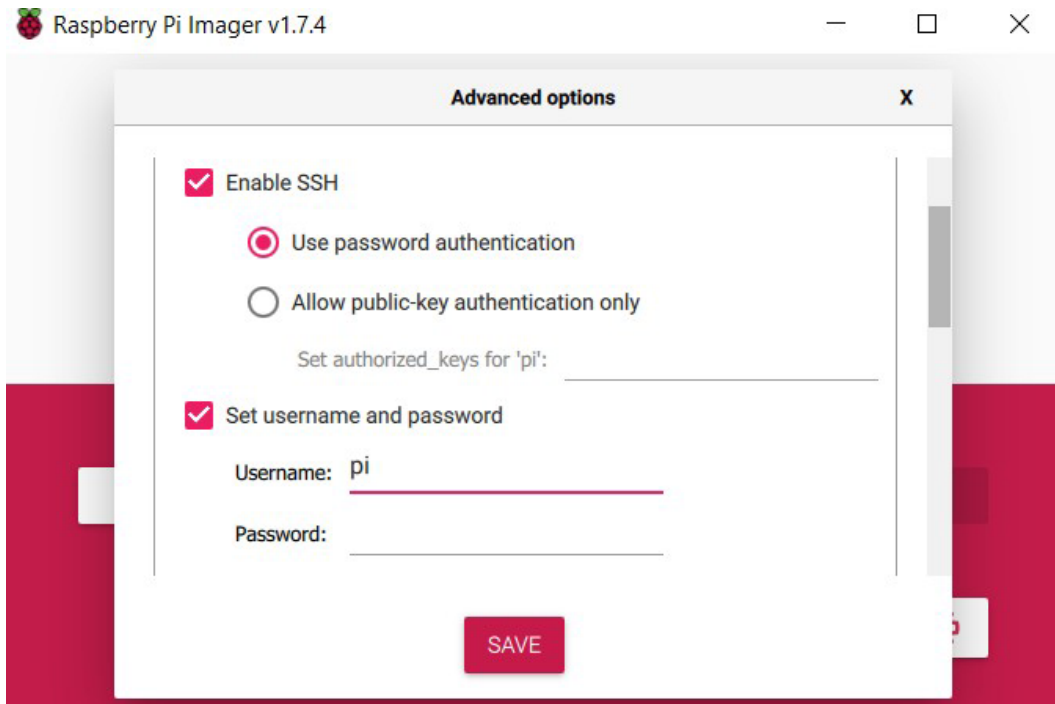 Raspberry Pi Imager v1.7.4
Advanced options X
Enable SSH
Use password authentication
Allow public-key authentication only
Set authorized_keys for 'pi':
Set username and password
Username: pi
Password:
SAVE